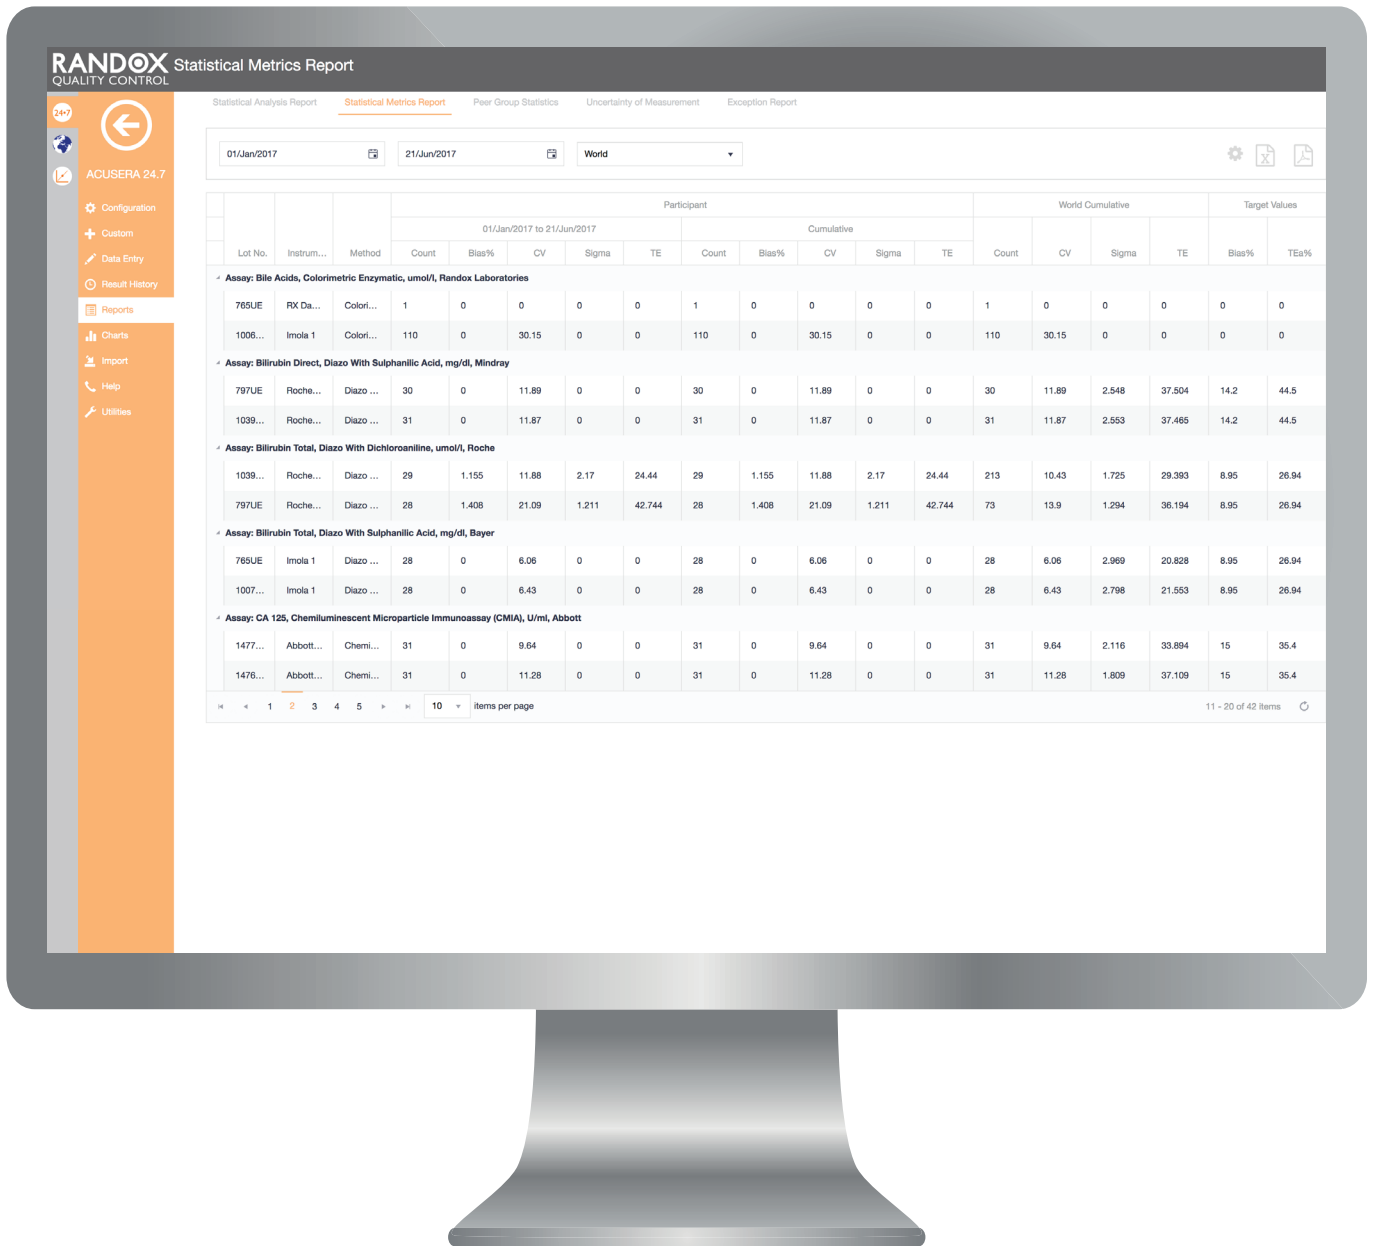 RANDOX
QUALITY CONTROL
Statistical Metrics Report
24•7
ACUSERA 24.7
Configuration
Custom
Data Entry
Result History
Reports
Charts
Import
Help
Utilities
Statistical Analysis Report Statistical Metrics Report Peer Group Statistics Uncertainty of Measurement Exception Report
01/Jan/2017 21/Jun/2017 World
Participant World Cumulative Target Values
01/Jan/2017 to 21/Jun/2017 Cumulative
Lot No. Instrum... Method Count Bias% CV Sigma TE Count Bias% CV Sigma TE Count CV Sigma TE Bias% TEa%
Assay: Bile Acids, Colorimetric Enzymatic, umol/l, Randox Laboratories
765UE RX Da... Colori... 1 0 0 0 0 1 0 0 0 0 1 0 0 0 0 0
1006... Imola 1 Colori... 110 0 30.15 0 0 110 0 30.15 0 0 110 30.15 0 0 0 0
Assay: Bilirubin Direct, Diazo With Sulphanilic Acid, mg/dl, Mindray
797UE Roche... Diazo ... 30 0 11.89 0 0 30 0 11.89 0 0 30 11.89 2.548 37.504 14.2 44.5
1039... Roche... Diazo ... 31 0 11.87 0 0 31 0 11.87 0 0 31 11.87 2.553 37.465 14.2 44.5
Assay: Bilirubin Total, Diazo With Dichloroaniline, umol/l, Roche
1039... Roche... Diazo ... 29 1.155 11.88 2.17 24.44 29 1.155 11.88 2.17 24.44 213 10.43 1.725 29.393 8.95 26.94
797UE Roche... Diazo ... 28 1.408 21.09 1.211 42.744 28 1.408 21.09 1.211 42.744 73 13.9 1.294 36.194 8.95 26.94
Assay: Bilirubin Total, Diazo With Sulphanilic Acid, mg/dl, Bayer
765UE Imola 1 Diazo ... 28 0 6.06 0 0 28 0 6.06 0 0 28 6.06 2.969 20.828 8.95 26.94
1007... Imola 1 Diazo ... 28 0 6.43 0 0 28 0 6.43 0 0 28 6.43 2.798 21.553 8.95 26.94
Assay: CA 125, Chemiluminescent Microparticle Immunoassay (CMIA), U/ml, Abbott
1477... Abbott... Chemi... 31 0 9.64 0 0 31 0 9.64 0 0 31 9.64 2.116 33.894 15 35.4
1476... Abbott... Chemi... 31 0 11.28 0 0 31 0 11.28 0 0 31 11.28 1.809 37.109 15 35.4
1 2 3 4 5 10 items per page 11 - 20 of 42 items